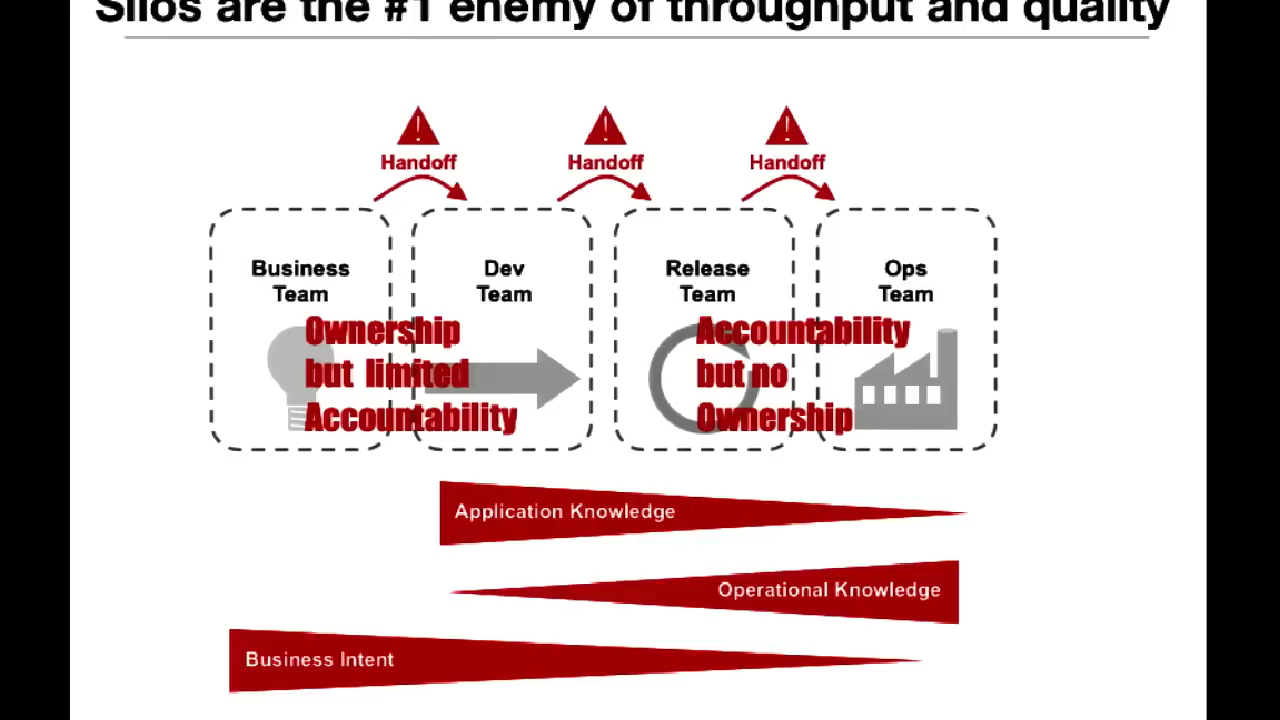 Silos are the #1 enemy of throughput and quality
Handoff
Handoff
Handoff
Business
Team
Dev
Team
Release
Team
Ops
Team
Ownership
but limited
Accountability
Accountability
but no
Ownership
Application Knowledge
Operational Knowledge
Business Intent